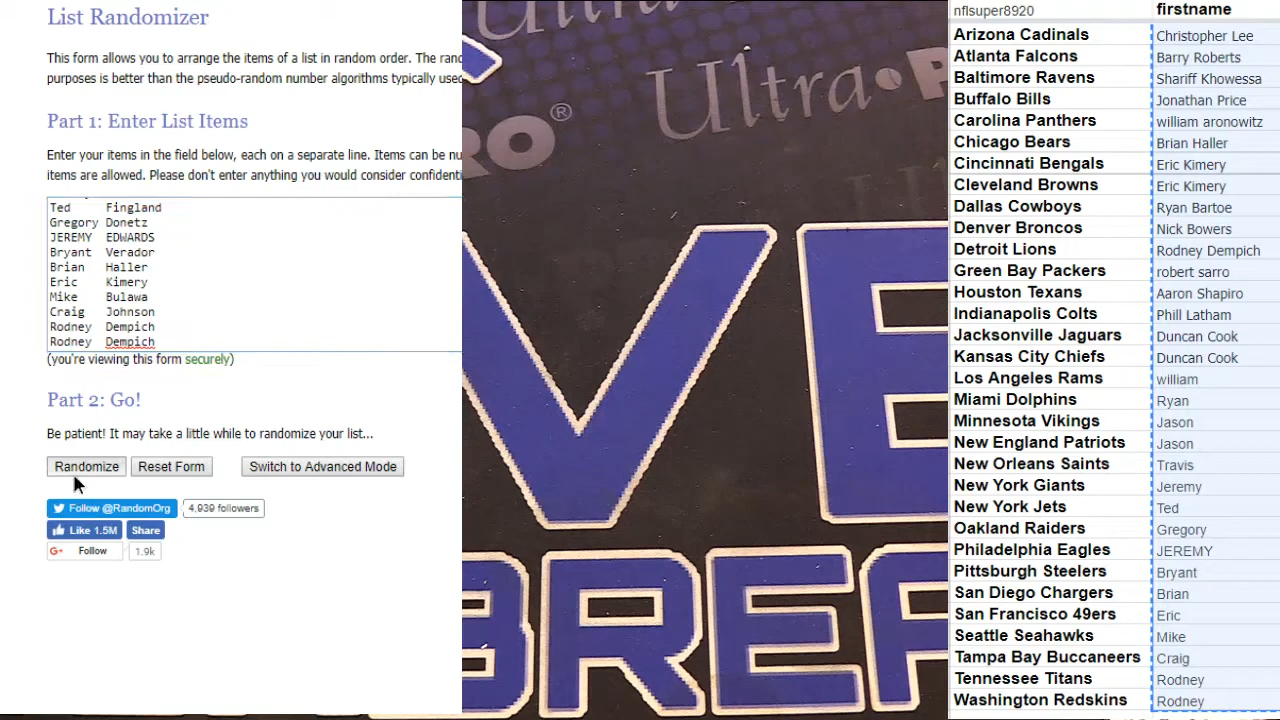 List Randomizer
This form allows you to arrange the items of a list in random order. The
purposes is better than the pseudo-random number algorithms typically used
Part 1: Enter List Items
Enter your items in the field below, each on a separate line. Items can be
items are allowed. Please don't enter anything you would consider
Ted Fingland
Gregory Donetz
JEREMY EDWARDS
Bryant Verador
Brian Haller
Eric Kimery
Mike Bulawa
Craig Johnson
Rodney Dempich
Rodney Dempich
(you're viewing this form securely)
Part 2: Go!
Be patient! It may take a little while to randomize your list...
Randomize Reset Form Switch to Advanced Mode
Follow @RandomOrg 4,939 followers
Like 1.5M Share
G+ Follow 1.9k
Ultra
Ultra•P
RO®
VE
BREA
nflsuper8920 firstname
Arizona Cadinals Christopher Lee
Atlanta Falcons Barry Roberts
Baltimore Ravens Shariff Khowessa
Buffalo Bills Jonathan Price
Carolina Panthers william aronowitz
Chicago Bears Brian Haller
Cincinnati Bengals Eric Kimery
Cleveland Browns Eric Kimery
Dallas Cowboys Ryan Bartoe
Denver Broncos Nick Bowers
Detroit Lions Rodney Dempich
Green Bay Packers robert sarro
Houston Texans Aaron Shapiro
Indianapolis Colts Phill Latham
Jacksonville Jaguars Duncan Cook
Kansas City Chiefs Duncan Cook
Los Angeles Rams william
Miami Dolphins Ryan
Minnesota Vikings Jason
New England Patriots Jason
New Orleans Saints Travis
New York Giants Jeremy
New York Jets Ted
Oakland Raiders Gregory
Philadelphia Eagles JEREMY
Pittsburgh Steelers Bryant
San Diego Chargers Brian
San Francisco 49ers Eric
Seattle Seahawks Mike
Tampa Bay Buccaneers Craig
Tennessee Titans Rodney
Washington Redskins Rodney